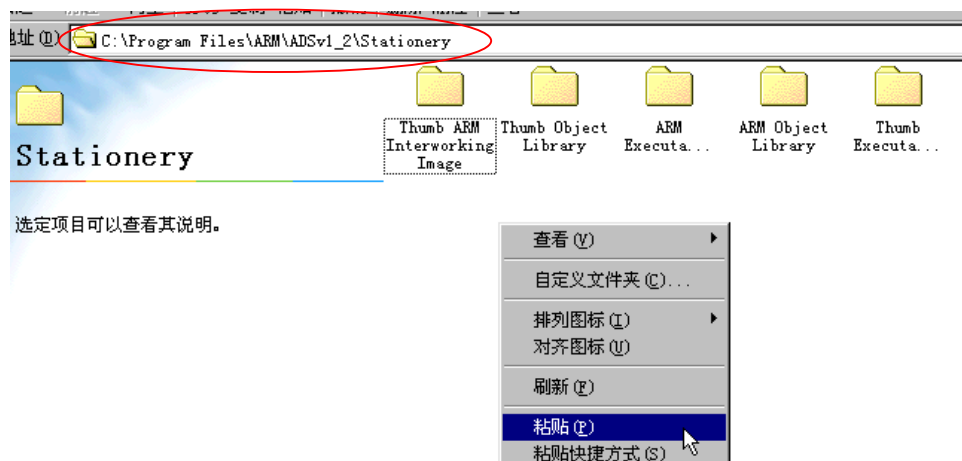 址(D) C:\Program Files\ARM\ADSv1_2\Stationery
Thumb ARM
Interworking
Image
Thumb Object
Library
ARM
Executa...
ARM Object
Library
Thumb
Executa...
Stationery
选定项目可以查看其说明。
查看(V)
自定义文件夹(C)...
排列图标(I)
对齐图标(U)
刷新(F)
粘贴(P)
粘贴快捷方式(S)